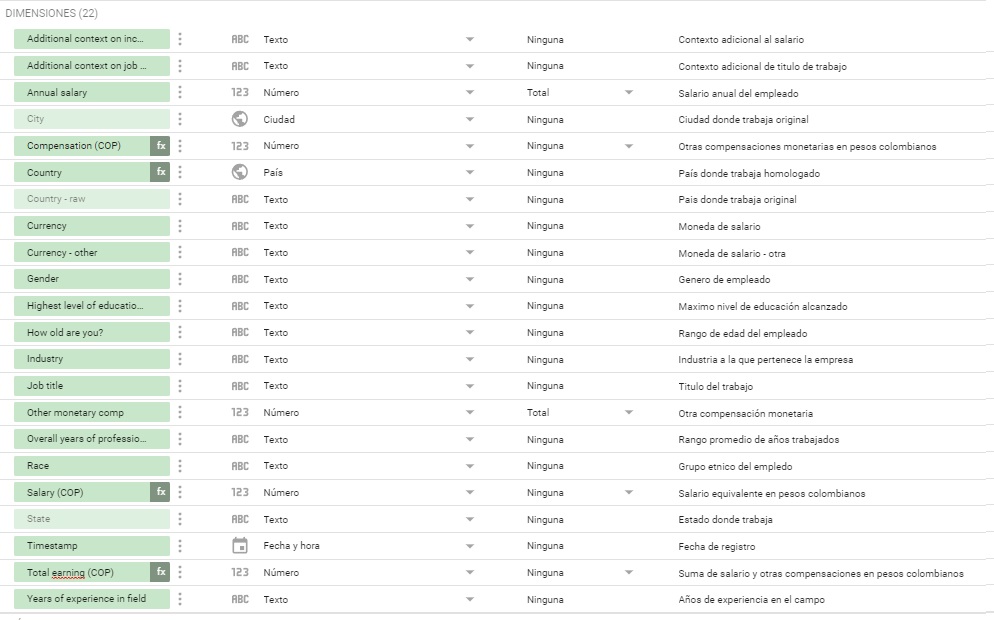 DIMENSIONES (22)
Additional context on inc... ABC Texto Ninguna Contexto adicional al salario
Additional context on job ... ABC Texto Ninguna Contexto adicional de titulo de trabajo
Annual salary 123 Número Total Salario anual del empleado
City Ciudad Ninguna Ciudad donde trabaja original
Compensation (COP) fx 123 Número Ninguna Otras compensaciones monetarias en pesos colombianos
Country fx País Ninguna País donde trabaja homologado
Country - raw ABC Texto Ninguna Pais donde trabaja original
Currency ABC Texto Ninguna Moneda de salario
Currency - other ABC Texto Ninguna Moneda de salario - otra
Gender ABC Texto Ninguna Genero de empleado
Highest level of educatio... ABC Texto Ninguna Maximo nivel de educación alcanzado
How old are you? ABC Texto Ninguna Rango de edad del empleado
Industry ABC Texto Ninguna Industria a la que pertenece la empresa
Job title ABC Texto Ninguna Titulo del trabajo
Other monetary comp 123 Número Total Otra compensación monetaria
Overall years of professio... ABC Texto Ninguna Rango promedio de años trabajados
Race ABC Texto Ninguna Grupo etnico del empledo
Salary (COP) fx 123 Número Ninguna Salario equivalente en pesos colombianos
State ABC Texto Ninguna Estado donde trabaja
Timestamp Fecha y hora Ninguna Fecha de registro
Total earning (COP) fx 123 Número Ninguna Suma de salario y otras compensaciones en pesos colombianos
Years of experience in field ABC Texto Ninguna Años de experiencia en el campo